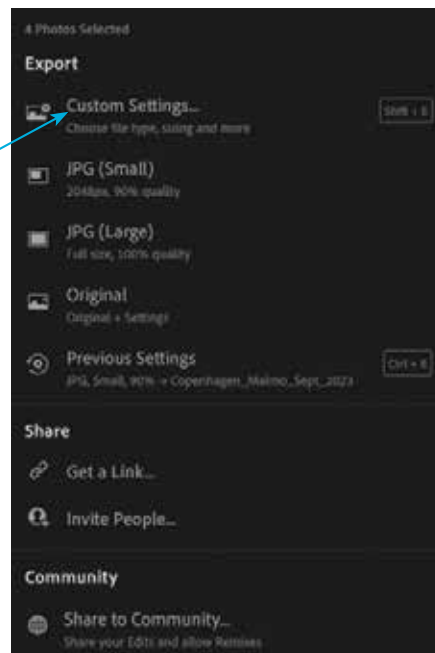 4 Photos Selected
Export
Custom Settings...
Shift + E
Choose file type, sizing and more
JPG (Small)
2048px, 90% quality
JPG (Large)
Full size, 100% quality
Original
Original + Settings
Previous Settings
Ctrl + E
JPG, Small, 90% → Copenhagen_Malmo_Sept_2023
Share
Get a Link...
Invite People...
Community
Share to Community...
Share your Edits and allow Remixes